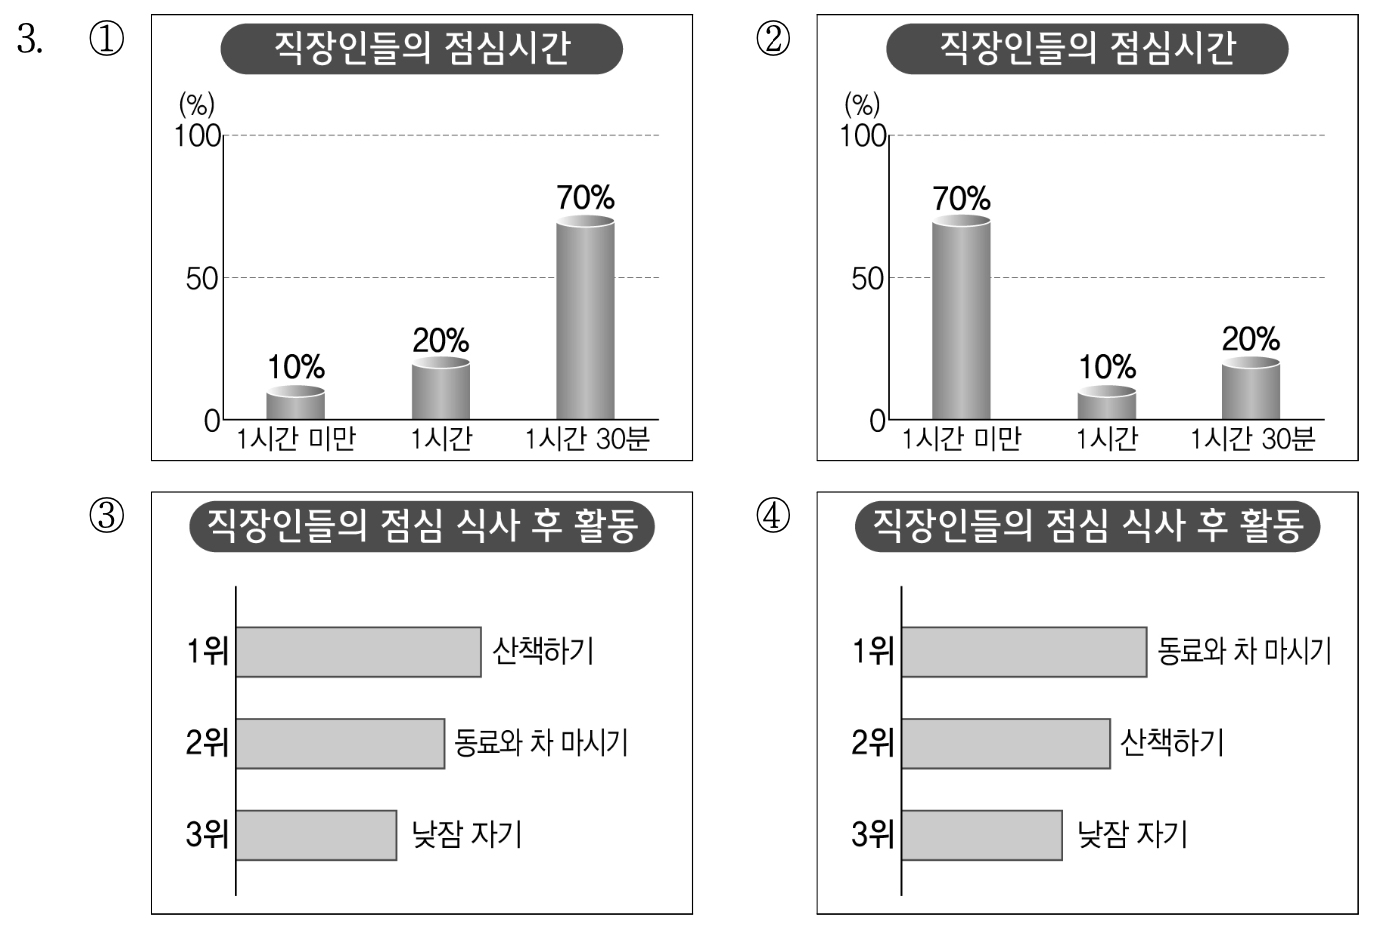 3.
①
직장인들의 점심시간
(%)
100
50
0
10%
20%
70%
1시간 미만
1시간
1시간 30분
②
직장인들의 점심시간
(%)
100
50
0
70%
10%
20%
1시간 미만
1시간
1시간 30분
③
직장인들의 점심 식사 후 활동
1위 산책하기
2위 동료와 차 마시기
3위 낮잠 자기
④
직장인들의 점심 식사 후 활동
1위 동료와 차 마시기
2위 산책하기
3위 낮잠 자기